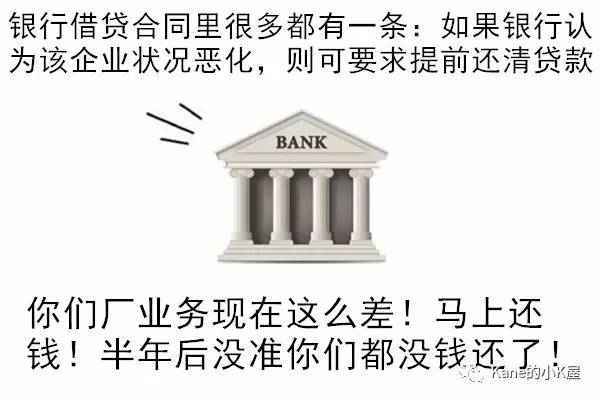 银行借贷合同里很多都有一条：如果银行认
为该企业状况恶化，则可要求提前还清贷款
BANK
你们厂业务现在这么差！马上还
钱！半年后没准你们都没钱还了！
Kane的小K屋